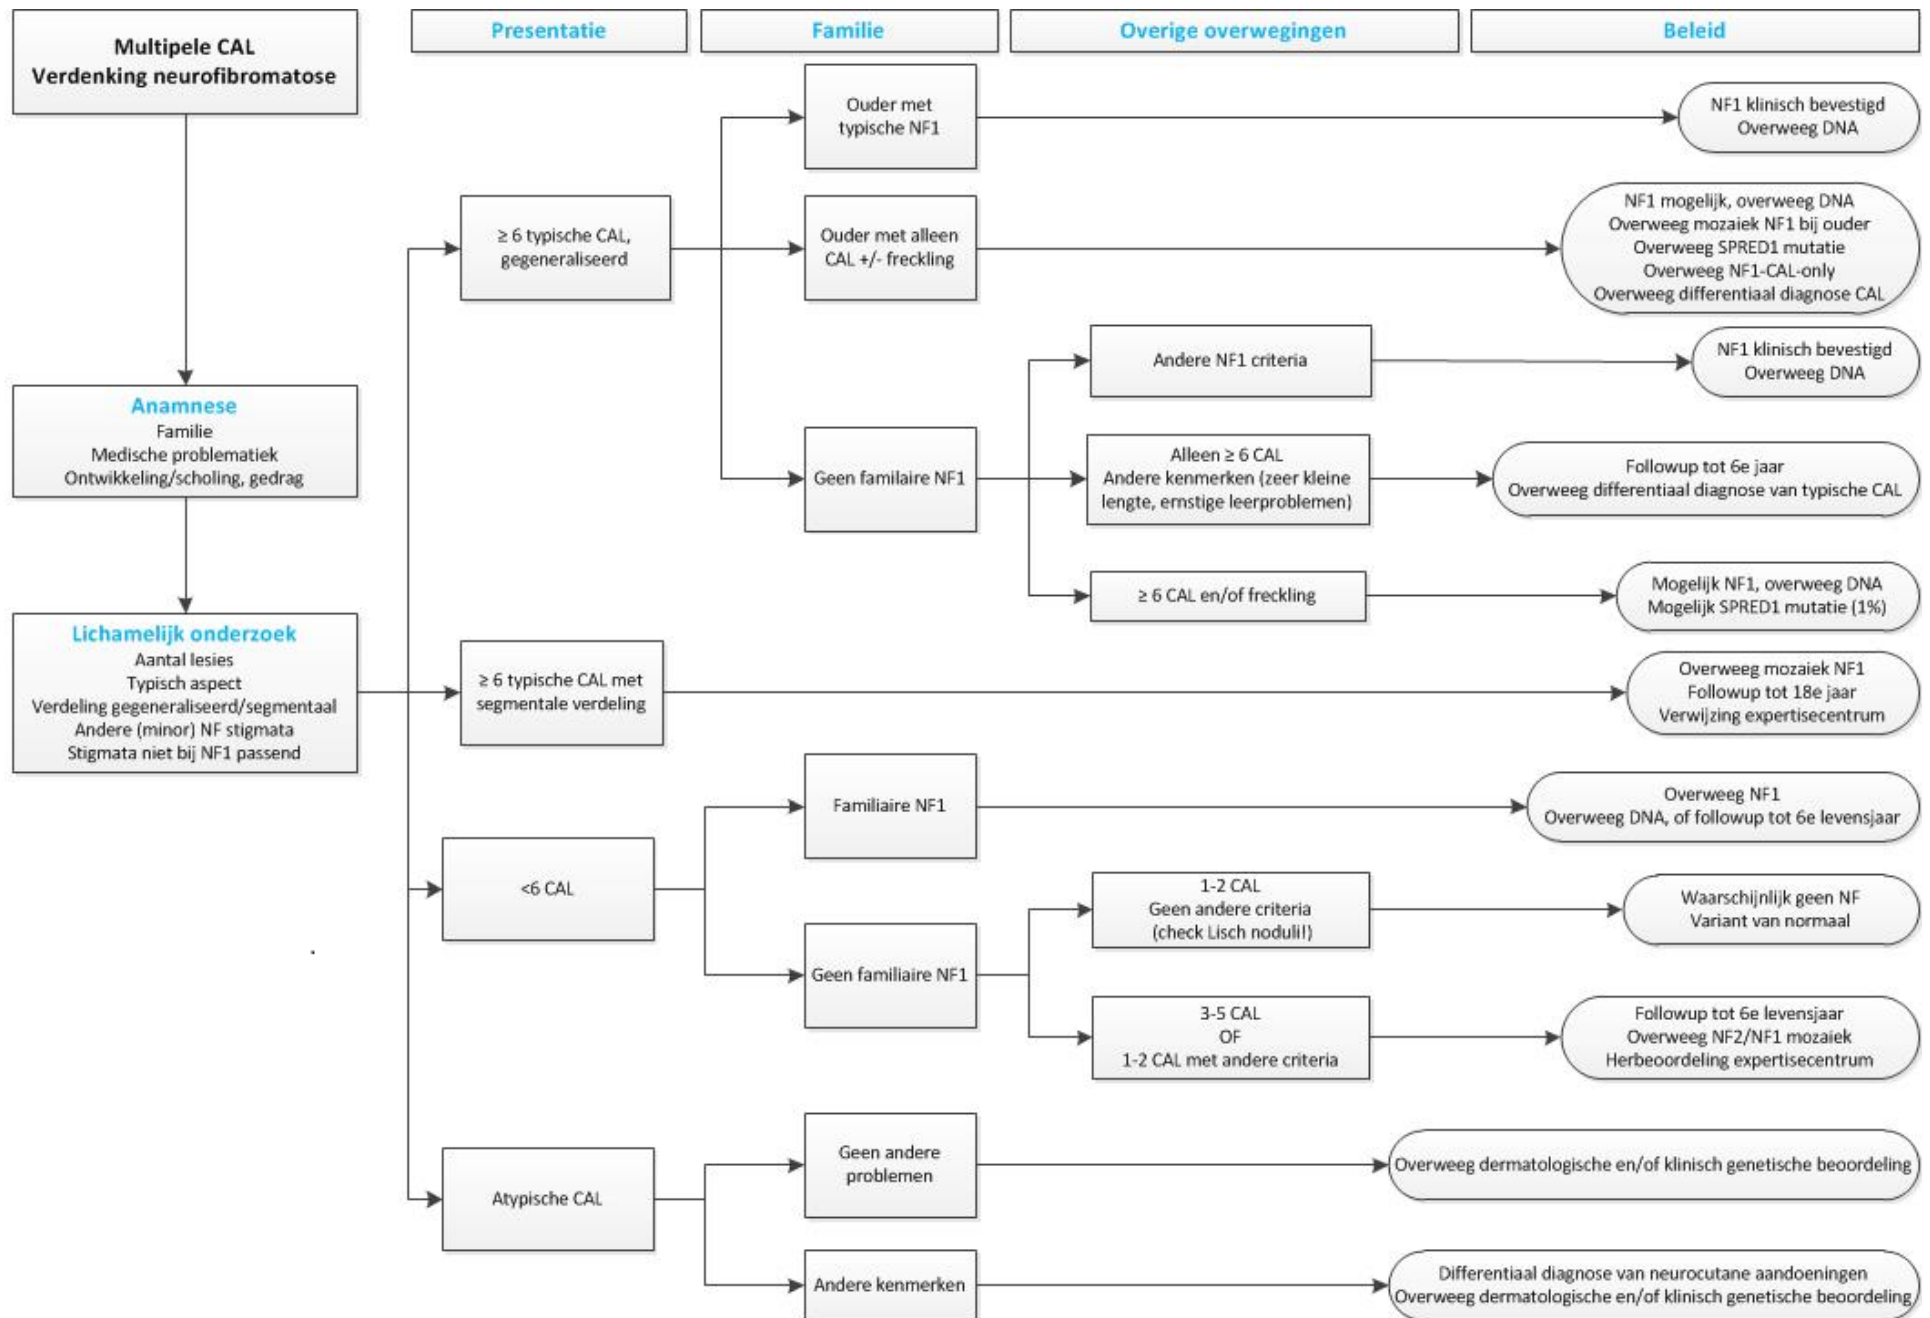 Multipele CAL
Verdenking neurofibromatose
Presentatie
Familie
Overige overwegingen
Beleid
Anamnese
Familie
Medische problematiek
Ontwikkeling/scholing, gedrag
Lichamelijk onderzoek
Aantal lesies
Typisch aspect
Verdeling gegeneraliseerd/segmentaal
Andere (minor) NF stigmata
Stigmata niet bij NF1 passend
≥ 6 typische CAL,
gegeneraliseerd
Ouder met
typische NF1
NF1 klinisch bevestigd
Overweeg DNA
Ouder met alleen
CAL +/- freckling
NF1 mogelijk, overweeg DNA
Overweeg mozaiek NF1 bij ouder
Overweeg SPRED1 mutatie
Overweeg NF1-CAL-only
Overweeg differentiaal diagnose CAL
Geen familaire NF1
Andere NF1 criteria
NF1 klinisch bevestigd
Overweeg DNA
Alleen ≥ 6 CAL
Andere kenmerken (zeer kleine
lengte, ernstige leerproblemen)
Followup tot 6e jaar
Overweeg differentiaal diagnose van typische CAL
≥ 6 CAL en/of freckling
Mogelijk NF1, overweeg DNA
Mogelijk SPRED1 mutatie (1%)
≥ 6 typische CAL met
segmentale verdeling
Overweeg mozaiek NF1
Followup tot 18e jaar
Verwijzing expertisecentrum
<6 CAL
Familiaire NF1
Overweeg NF1
Overweeg DNA, of followup tot 6e levensjaar
Geen familiaire NF1
1-2 CAL
Geen andere criteria
(check Lisch noduli!)
Waarschijnlijk geen NF
Variant van normaal
3-5 CAL
OF
1-2 CAL met andere criteria
Followup tot 6e levensjaar
Overweeg NF2/NF1 mozaiek
Herbeoordeling expertisecentrum
Atypische CAL
Geen andere
problemen
Overweeg dermatologische en/of klinisch genetische beoordeling
Andere kenmerken
Differentiaal diagnose van neurocutane aandoeningen
Overweeg dermatologische en/of klinisch genetische beoordeling